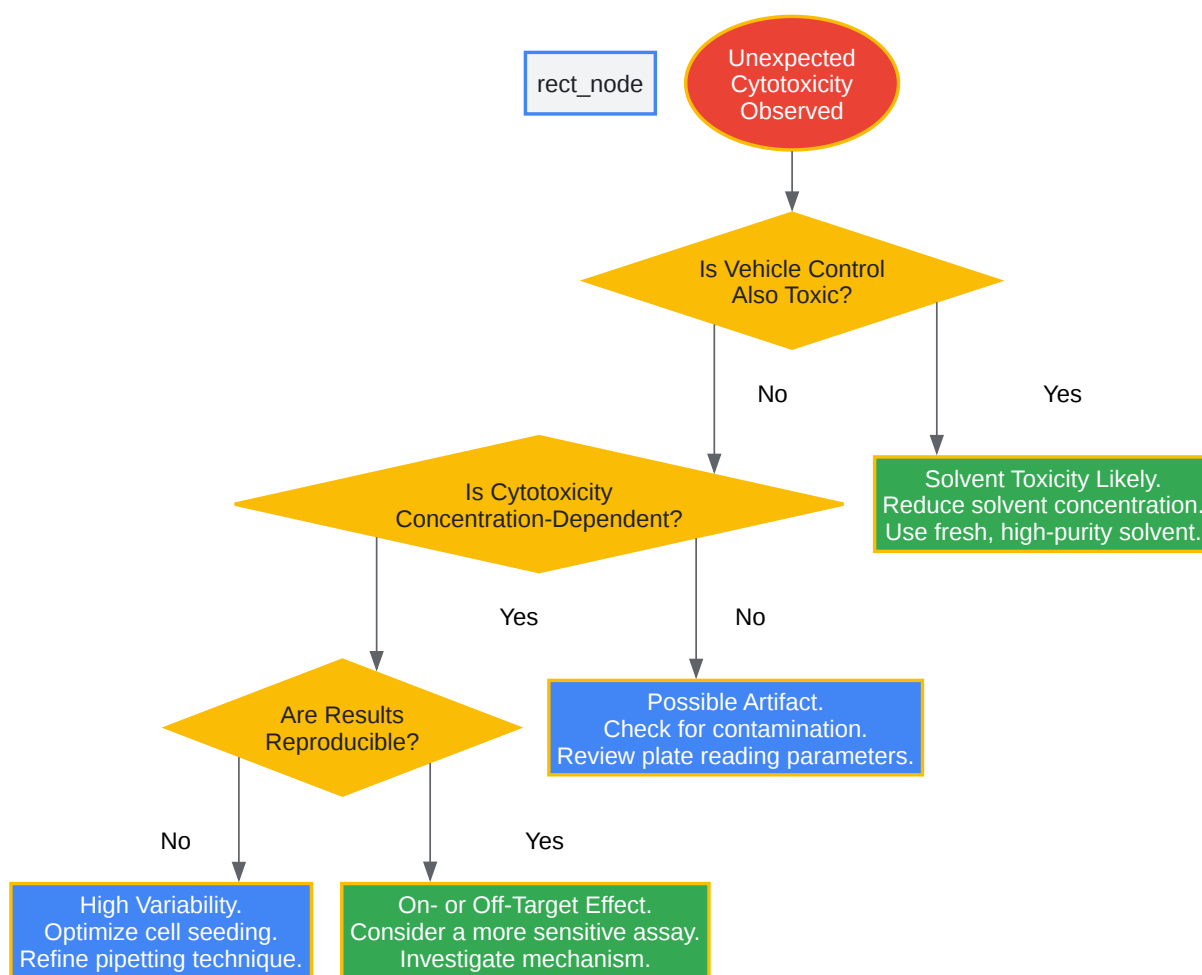 rect_node
Unexpected
Cytotoxicity
Observed
Is Vehicle Control
Also Toxic?
No
Yes
Is Cytotoxicity
Concentration-Dependent?
Solvent Toxicity Likely.
Reduce solvent concentration.
Use fresh, high-purity solvent.
Yes
No
Are Results
Reproducible?
Possible Artifact.
Check for contamination.
Review plate reading parameters.
No
Yes
High Variability.
Optimize cell seeding.
Refine pipetting technique.
On- or Off-Target Effect.
Consider a more sensitive assay.
Investigate mechanism.